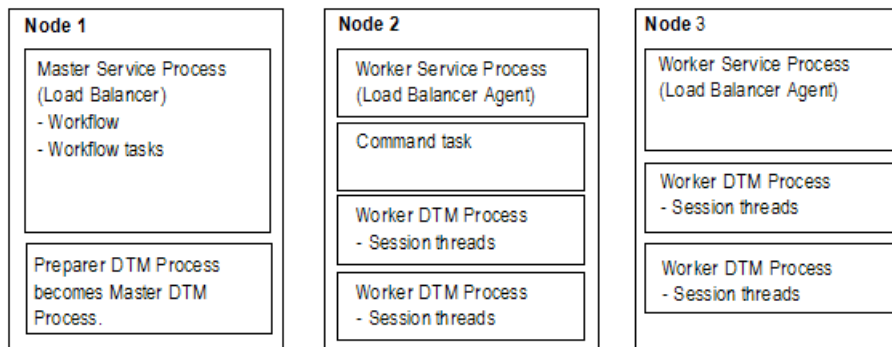 Node 1
Master Service Process
(Load Balancer)
- Workflow
- Workflow tasks
Preparer DTM Process
becomes Master DTM
Process.
Node 2
Worker Service Process
(Load Balancer Agent)
Command task
Worker DTM Process
- Session threads
Worker DTM Process
- Session threads
Node 3
Worker Service Process
(Load Balancer Agent)
Worker DTM Process
- Session threads
Worker DTM Process
- Session threads